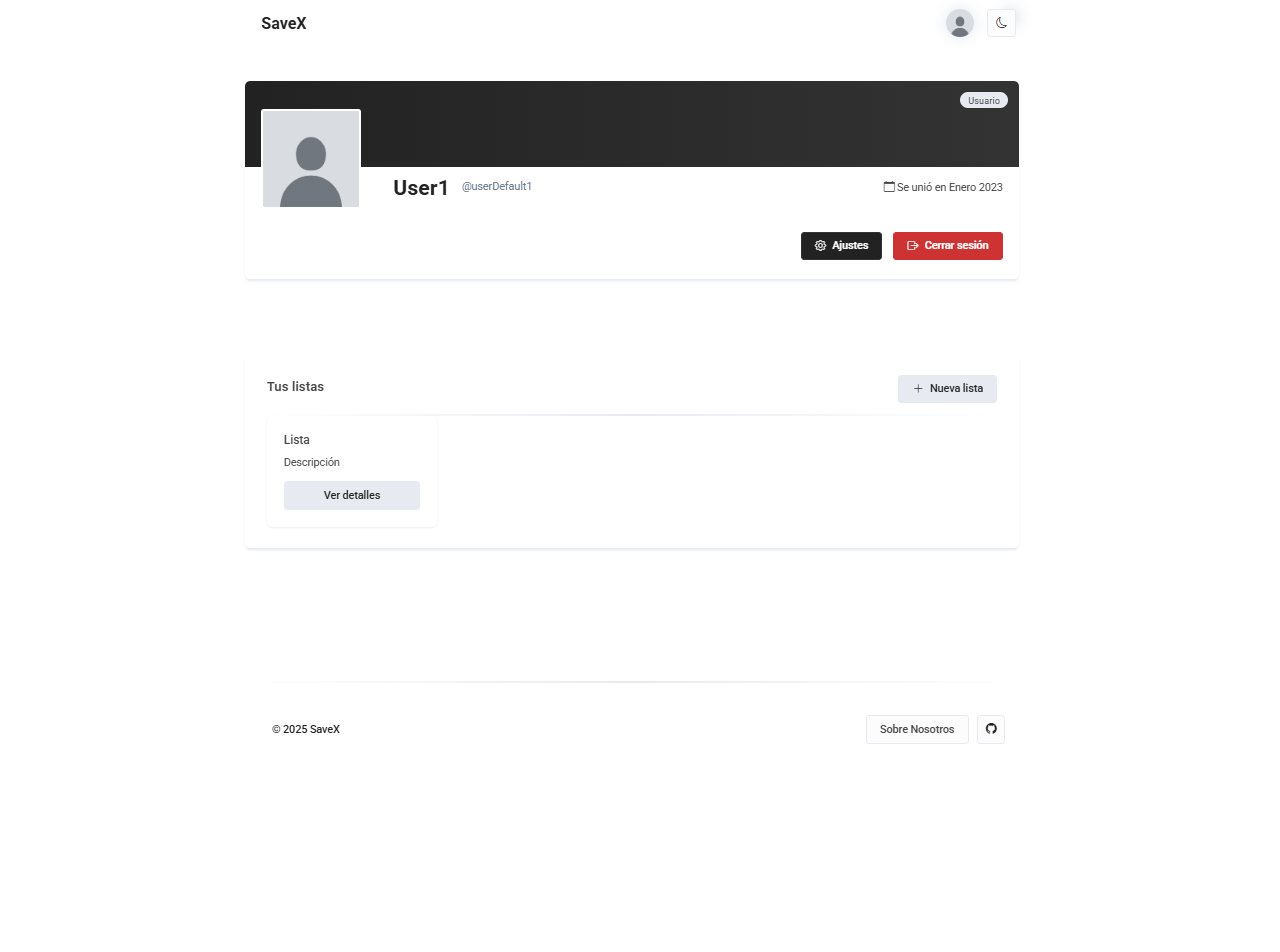 SaveX
Usuario
User1 @userDefault1
Se unió en Enero 2023
Ajustes
Cerrar sesión
Tus listas
Nueva lista
Lista
Descripción
Ver detalles
© 2025 SaveX
Sobre Nosotros